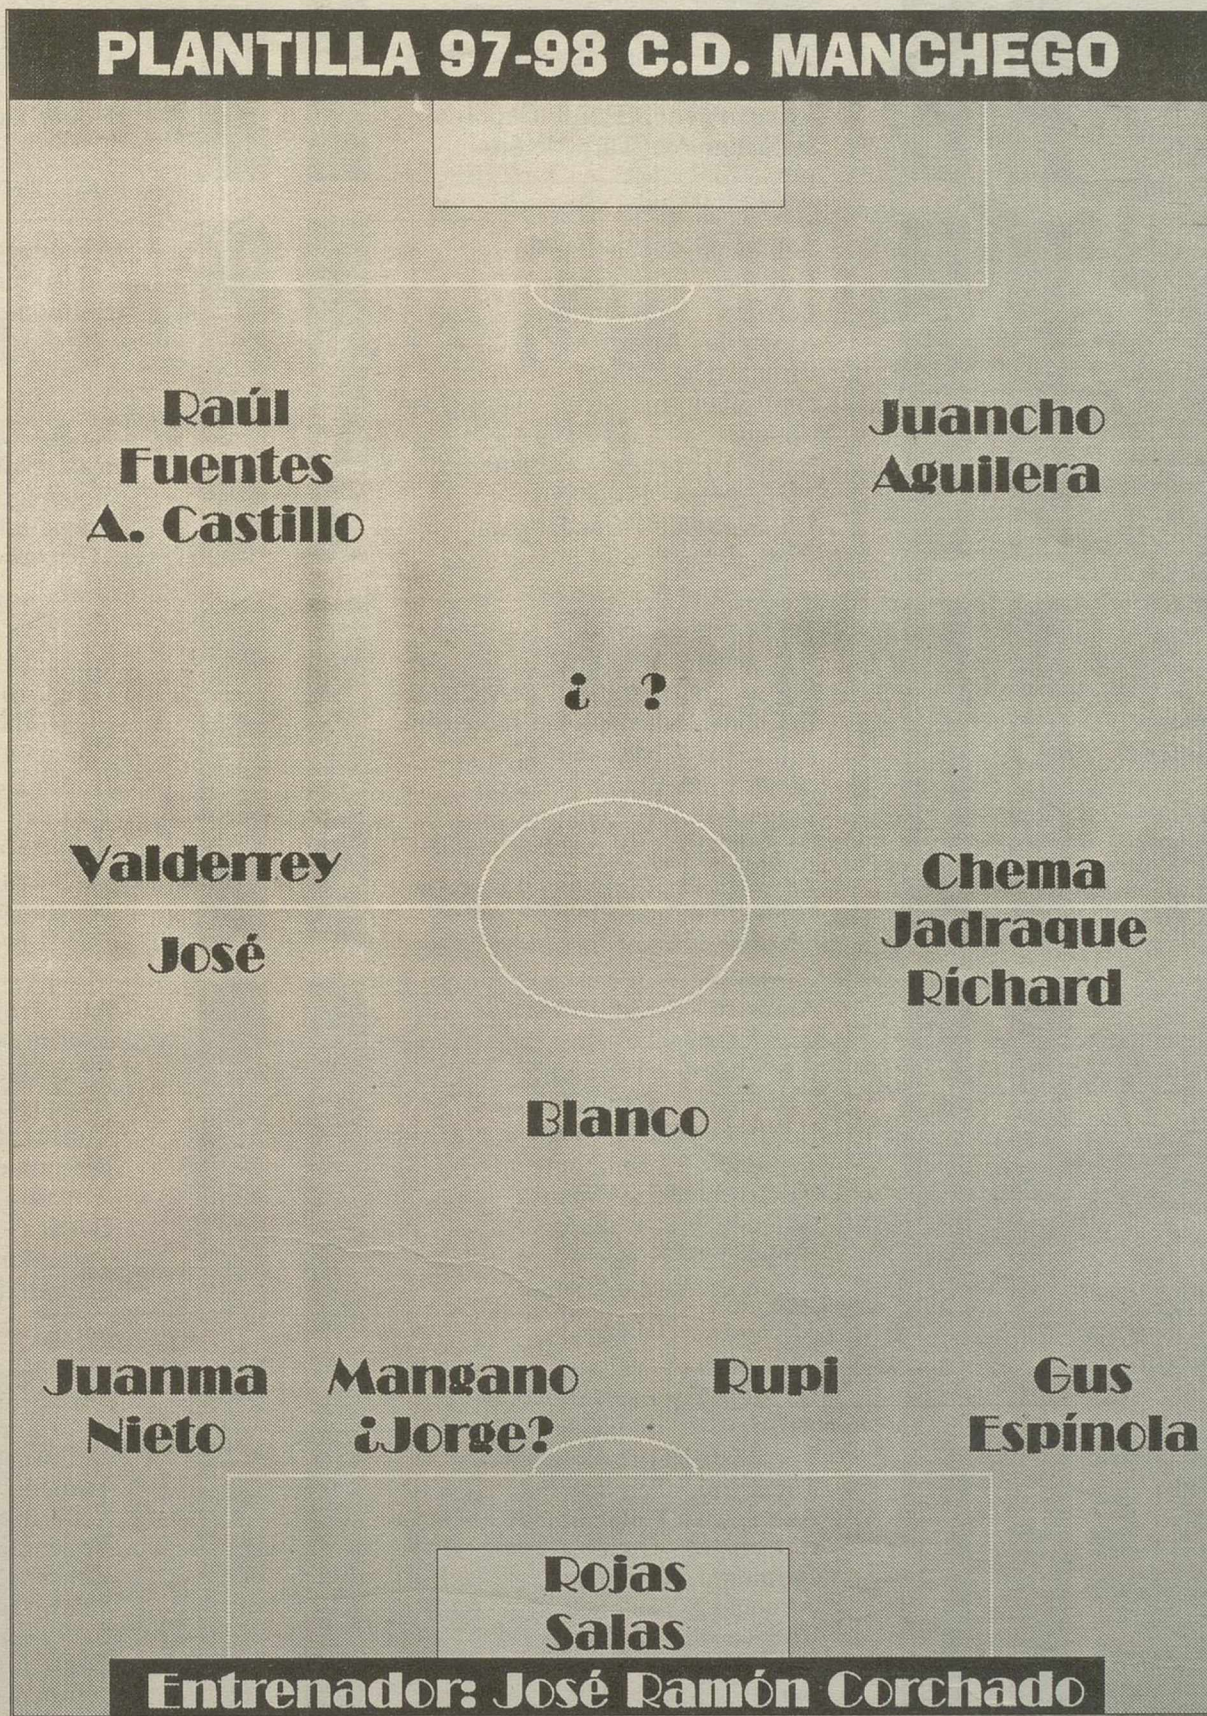 PLANTILLA 97-98 C.D. MANCHEGO
Raúl
Fuentes
A. Castillo
Juancho
Aguilera
¿ ?
Valderrey
José
Chema
Jadraque
Ríchard
Blanco
Juanma
Nieto
Mangano
¿Jorge?
Rupi
Gus
Espínola
Rojas
Salas
Entrenador: José Ramón Corchado